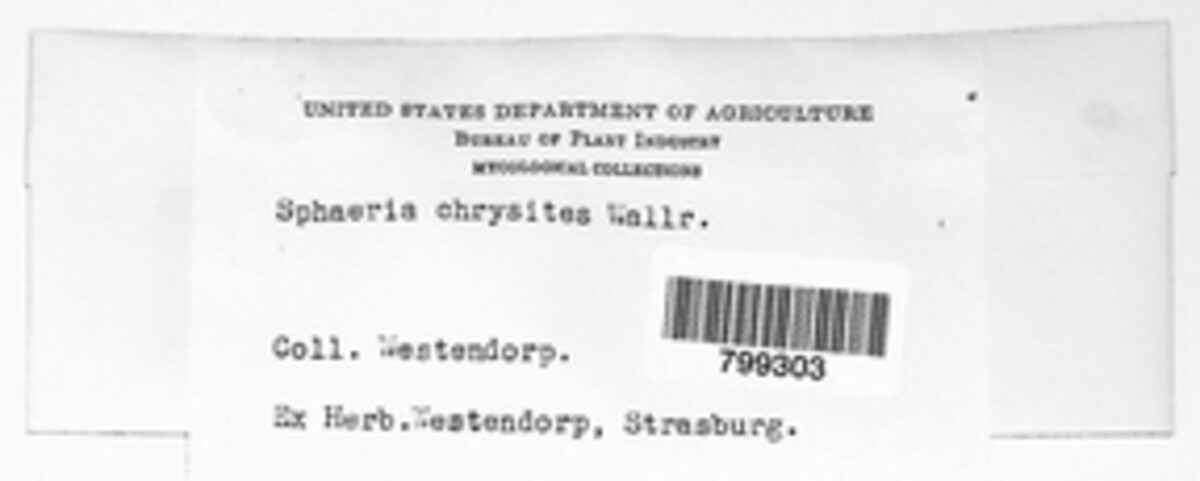 UNITED STATES DEPARTMENT OF AGRICULTURE
BUREAU OF PLANT INDUSTRY
MYCOLOGICAL COLLECTIONS
Sphaeria chrysites Wallr.
799303
Coll. Westendorp.
Ex Herb.Westendorp, Strasburg.